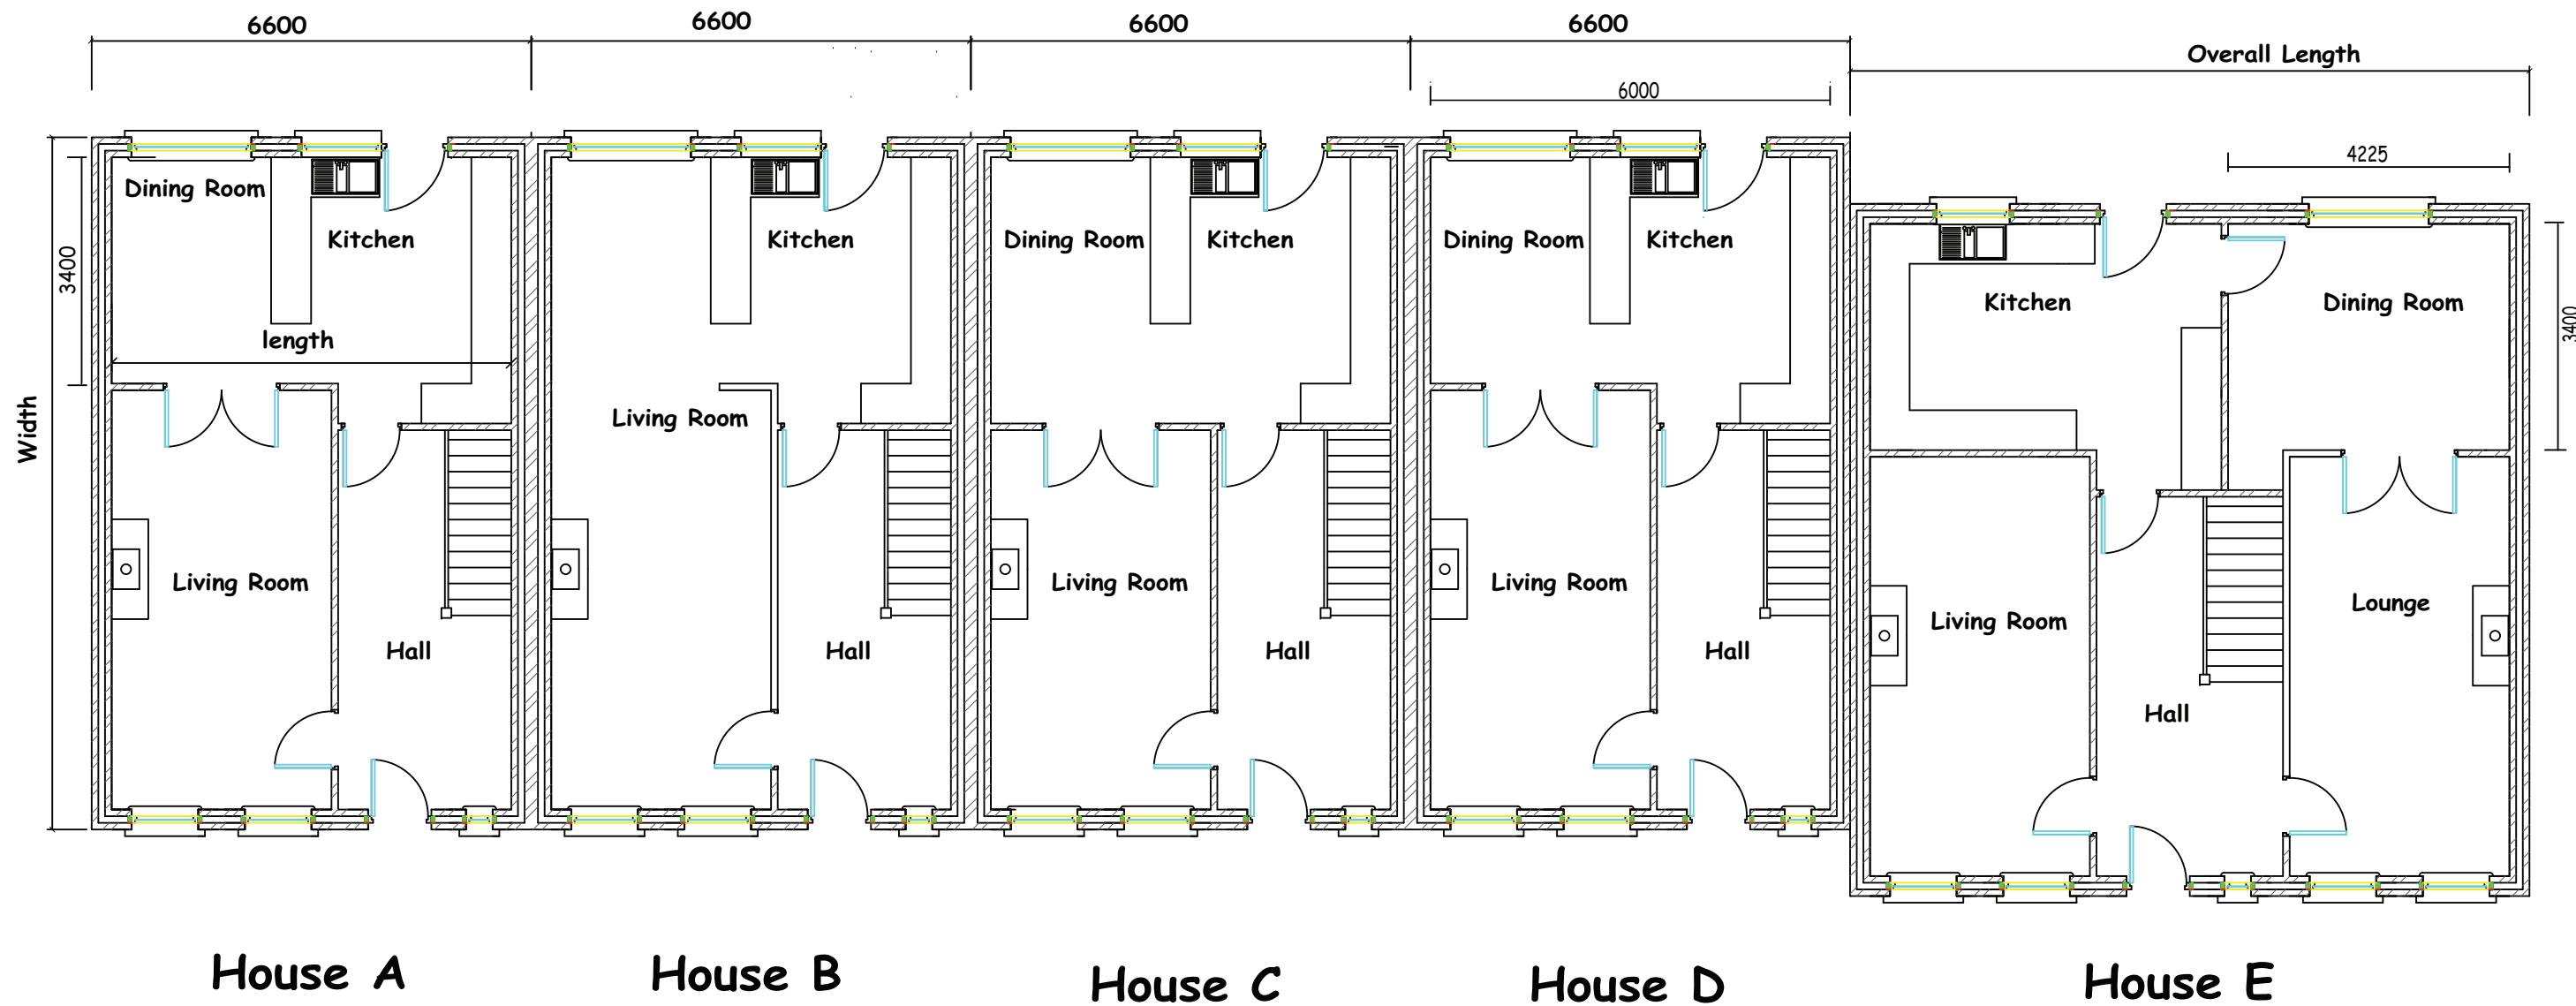 6600 6600 6600 6600
Overall Length
6000
4225
Dining Room
Kitchen
length
3400
Width
Living Room
Hall
Kitchen
Living Room
Hall
Dining Room
Kitchen
Living Room
Hall
Dining Room
Kitchen
Living Room
Hall
Kitchen
Dining Room
3400
Living Room
Lounge
Hall
House A House B House C House D House E